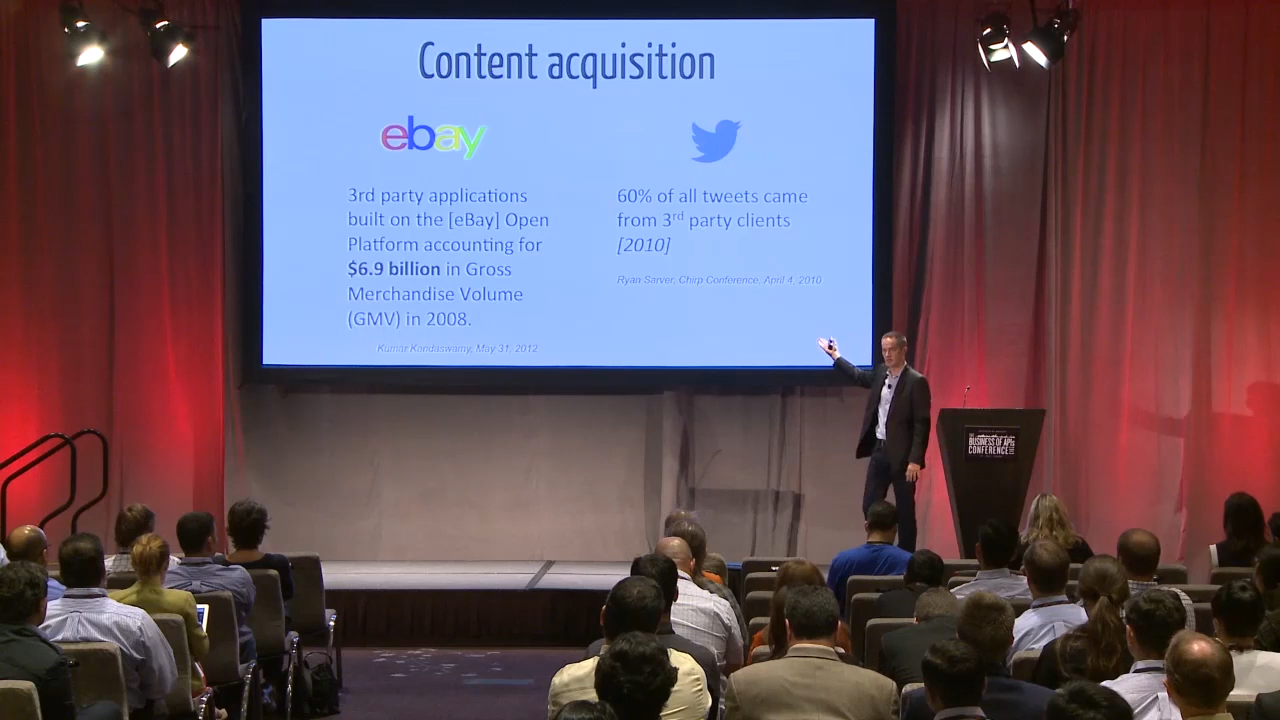 Content acquisition
ebay
3rd party applications
built on the [eBay] Open
Platform accounting for
$6.9 billion in Gross
Merchandise Volume
(GMV) in 2008.
Kumar Kandaswamy, May 31, 2012
60% of all tweets came
from 3rd party clients
[2010]
Ryan Sarver, Chirp Conference, April 4, 2010
THE
BUSINESS OF APIs
CONFERENCE